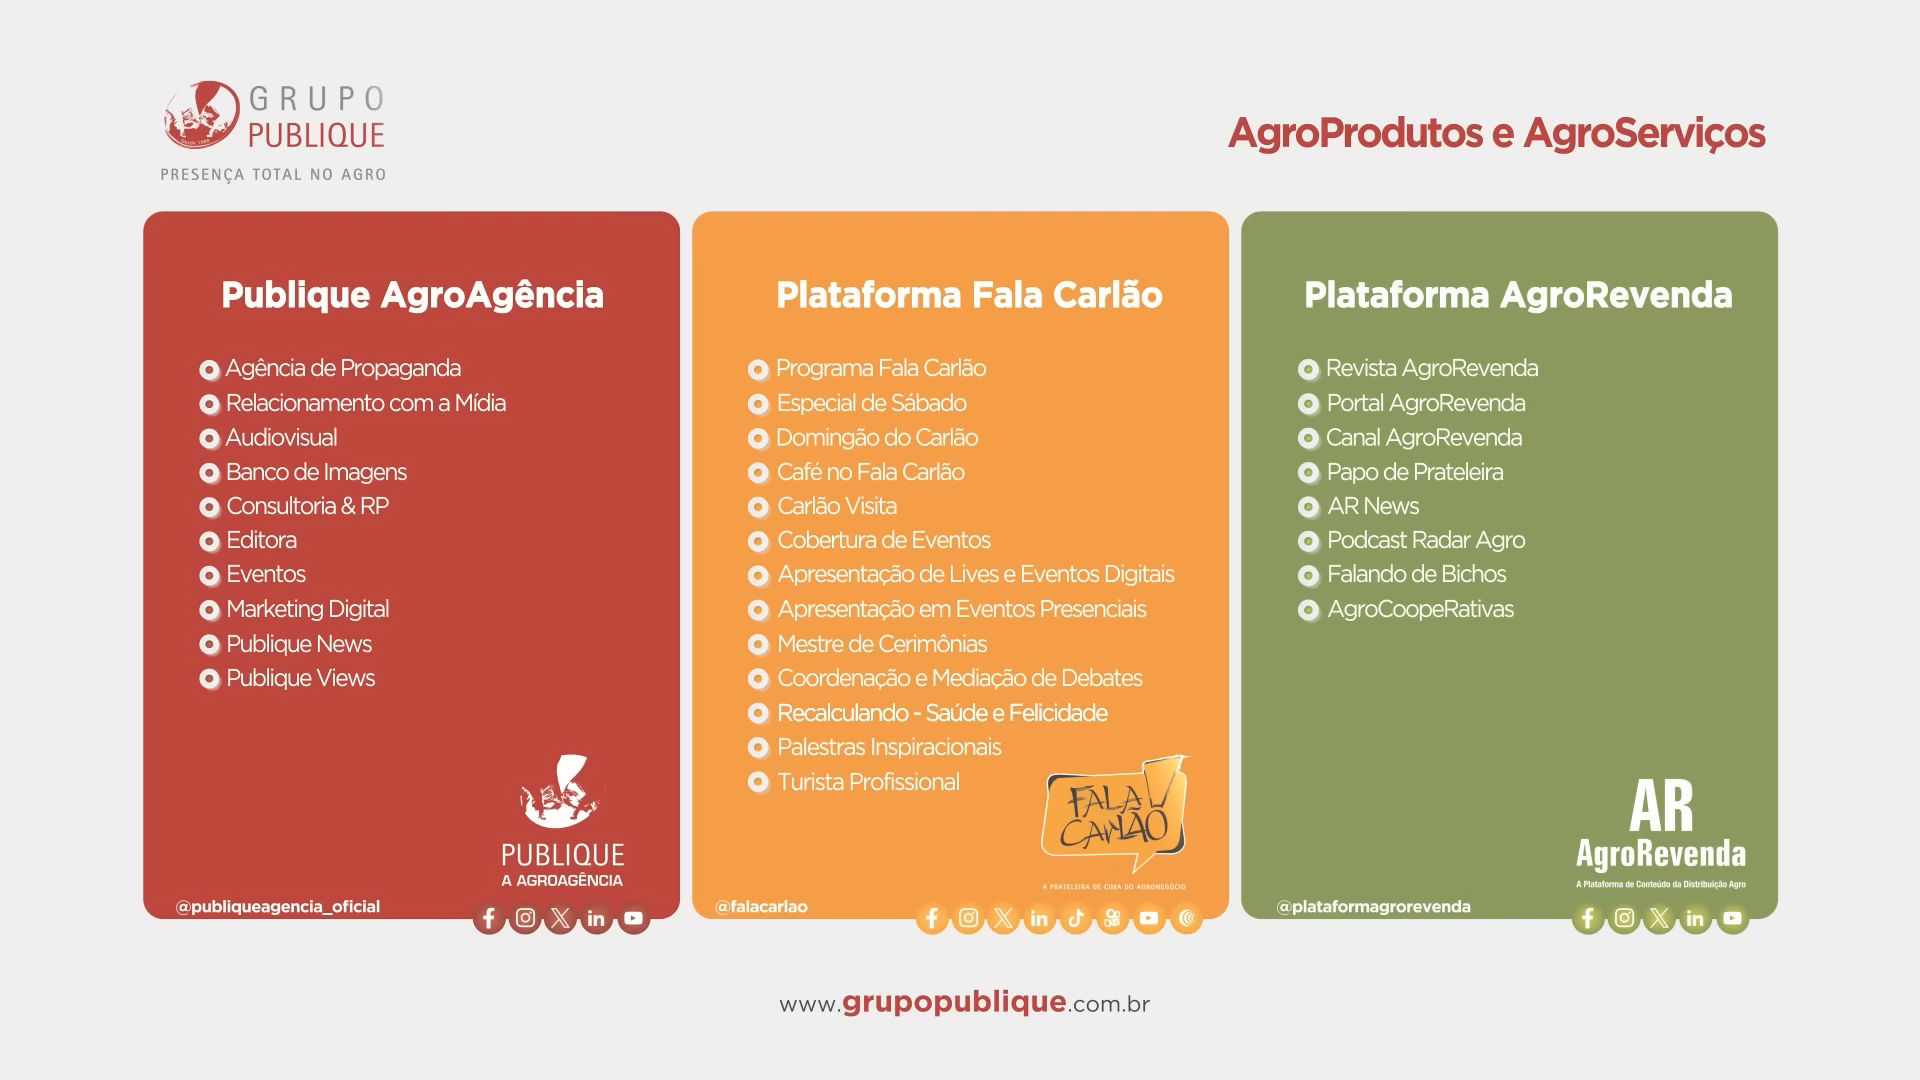 GRUPO
PUBLIQUE
Desde 1988
PRESENÇA TOTAL NO AGRO
AgroProdutos e AgroServiços
Publique AgroAgência
Agência de Propaganda
Relacionamento com a Mídia
Audiovisual
Banco de Imagens
Consultoria & RP
Editora
Eventos
Marketing Digital
Publique News
Publique Views
PUBLIQUE
A AGROAGÊNCIA
@publiqueagencia_oficial
Plataforma Fala Carlão
Programa Fala Carlão
Especial de Sábado
Domingão do Carlão
Café no Fala Carlão
Carlão Visita
Cobertura de Eventos
Apresentação de Lives e Eventos Digitais
Apresentação em Eventos Presenciais
Mestre de Cerimônias
Coordenação e Mediação de Debates
Recalculando - Saúde e Felicidade
Palestras Inspiracionais
Turista Profissional
FALA
CARLÃO
A PRATELEIRA DE CIMA DO AGRONEGÓCIO
@falacarlao
Plataforma AgroRevenda
Revista AgroRevenda
Portal AgroRevenda
Canal AgroRevenda
Papo de Prateleira
AR News
Podcast Radar Agro
Falando de Bichos
AgroCoopeRativas
AR
AgroRevenda
A Plataforma de Conteúdo da Distribuição Agro
@plataformagrorevenda
www.grupopublique.com.br